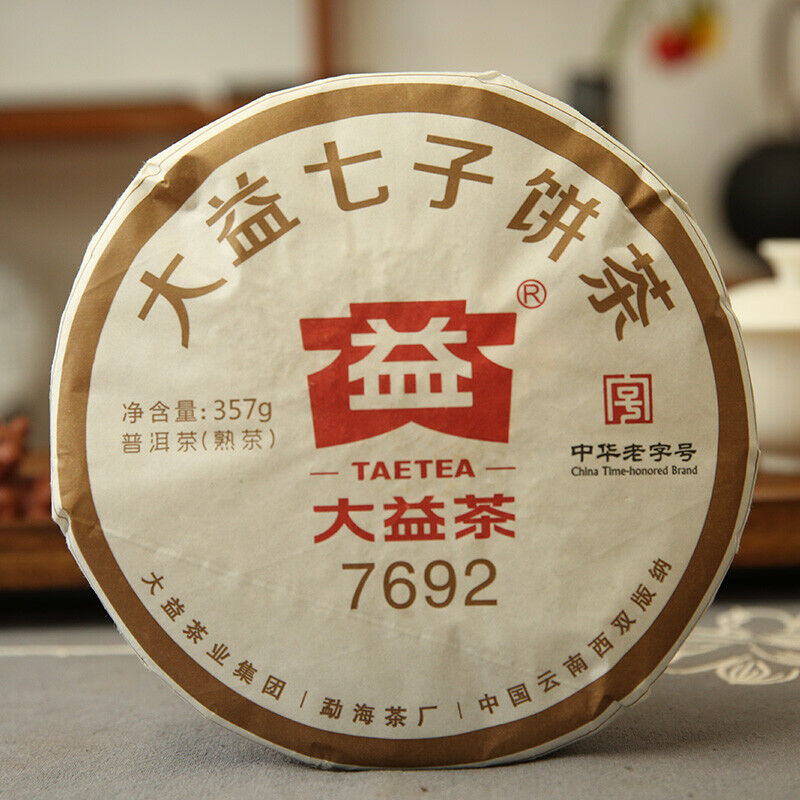 大益七子饼茶
益
®
净含量: 357g
普洱茶(熟茶)
TAETEA
大益茶
7692
中华老字号
China Time-honored Brand
大益茶业集团 | 勐海茶厂 | 中国云南西双版纳